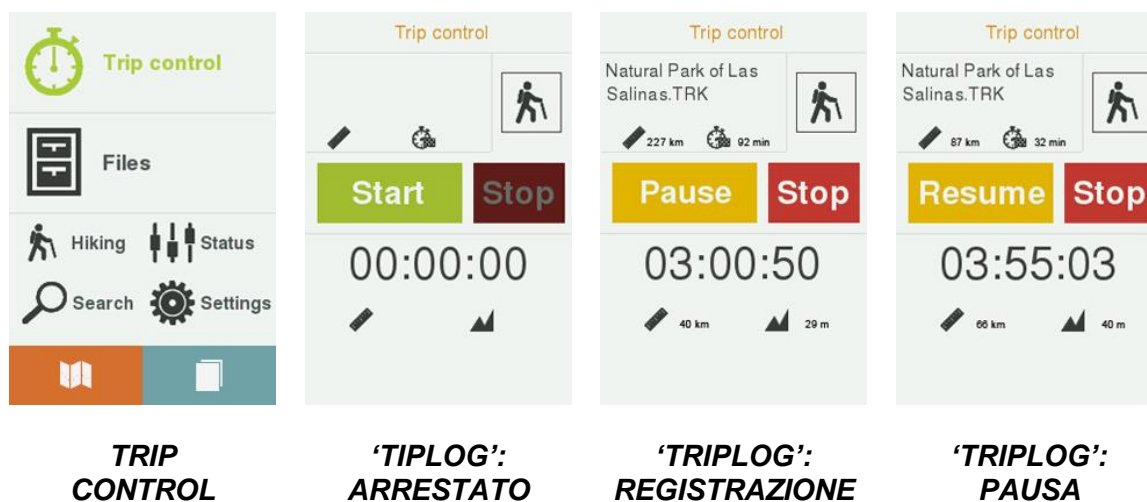 Trip control
Files
Hiking
Status
Search
Settings
Trip control
Start
Stop
00:00:00
Trip control
Natural Park of Las
Salinas.TRK
227 km
92 min
Pause
Stop
03:00:50
40 km
29 m
Trip control
Natural Park of Las
Salinas.TRK
87 km
32 min
Resume
Stop
03:55:03
66 km
40 m
TRIP
CONTROL
‘TIPLOG’:
ARRESTATO
‘TRIPLOG’:
REGISTRAZIONE
‘TRIPLOG’:
PAUSA